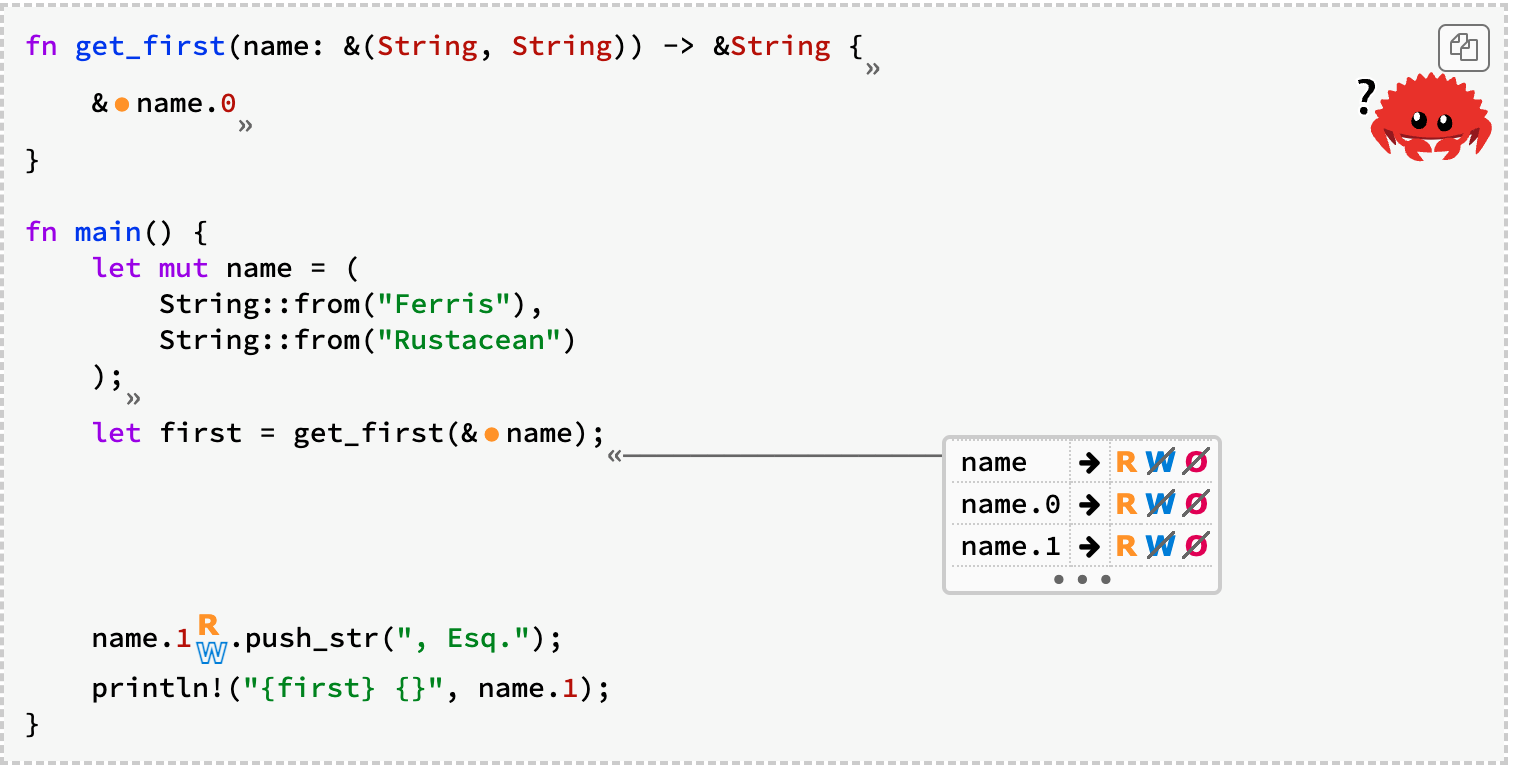 fn get_first(name: &(String, String)) -> &String {
»
?
&●name.0
»
}
fn main() {
let mut name = (
String::from("Ferris"),
String::from("Rustacean")
);
»
let first = get_first(&●name);
«
name → R W O
name.0 → R W O
name.1 → R W O
● ● ●
name.1RW.push_str(", Esq.");
println!("{first} {}", name.1);
}